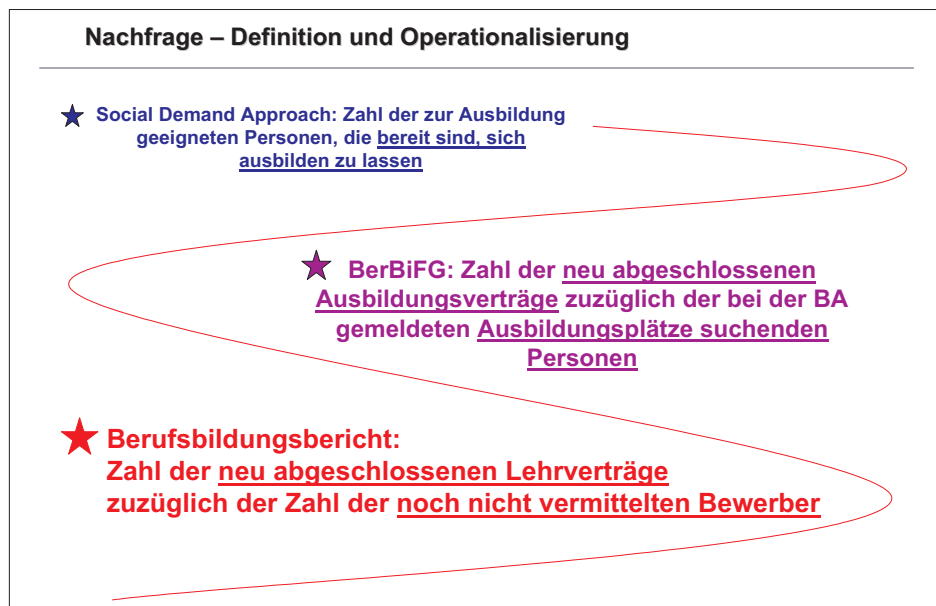 Nachfrage – Definition und Operationalisierung
Social Demand Approach: Zahl der zur Ausbildung
geeigneten Personen, die bereit sind, sich
ausbilden zu lassen
BerBiFG: Zahl der neu abgeschlossenen
Ausbildungsverträge zuzüglich der bei der BA
gemeldeten Ausbildungsplätze suchenden
Personen
Berufsbildungsbericht:
Zahl der neu abgeschlossenen Lehrverträge
zuzüglich der Zahl der noch nicht vermittelten Bewerber